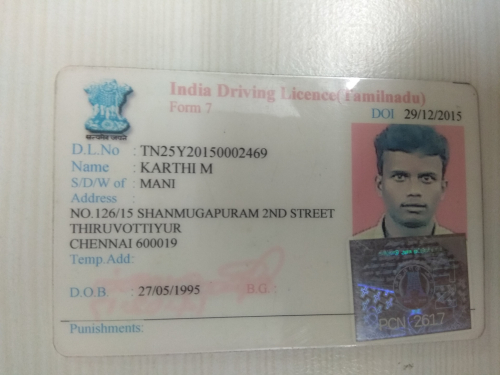 India Driving Licence(Tamilnadu)
Form 7
DOI 29/12/2015
D.L.No : TN25Y20150002469
Name : KARTHI M
S/D/W of : MANI
Address :
NO.126/15 SHANMUGAPURAM 2ND STREET
THIRUVOTTIYUR
CHENNAI 600019
Temp.Add:
D.O.B. : 27/05/1995 B.G. :
PCN 2617
Punishments: